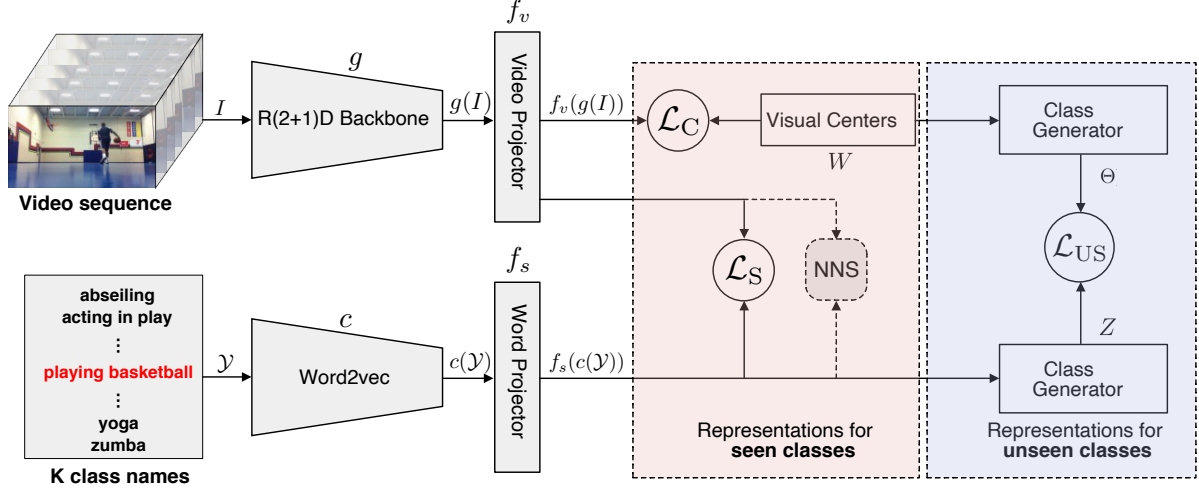 f_v
g
I
R(2+1)D Backbone
g(I)
Video Projector
f_v(g(I))
ℒ_C
Visual Centers
W
Class
Generator
Θ
Video sequence
ℒ_S
NNS
ℒ_US
f_s
abseiling
acting in play
⋮
playing basketball
⋮
yoga
zumba
𝒴
c
Word2vec
c(𝒴)
Word Projector
f_s(c(𝒴))
Z
Class
Generator
K class names
Representations for
seen classes
Representations for
unseen classes